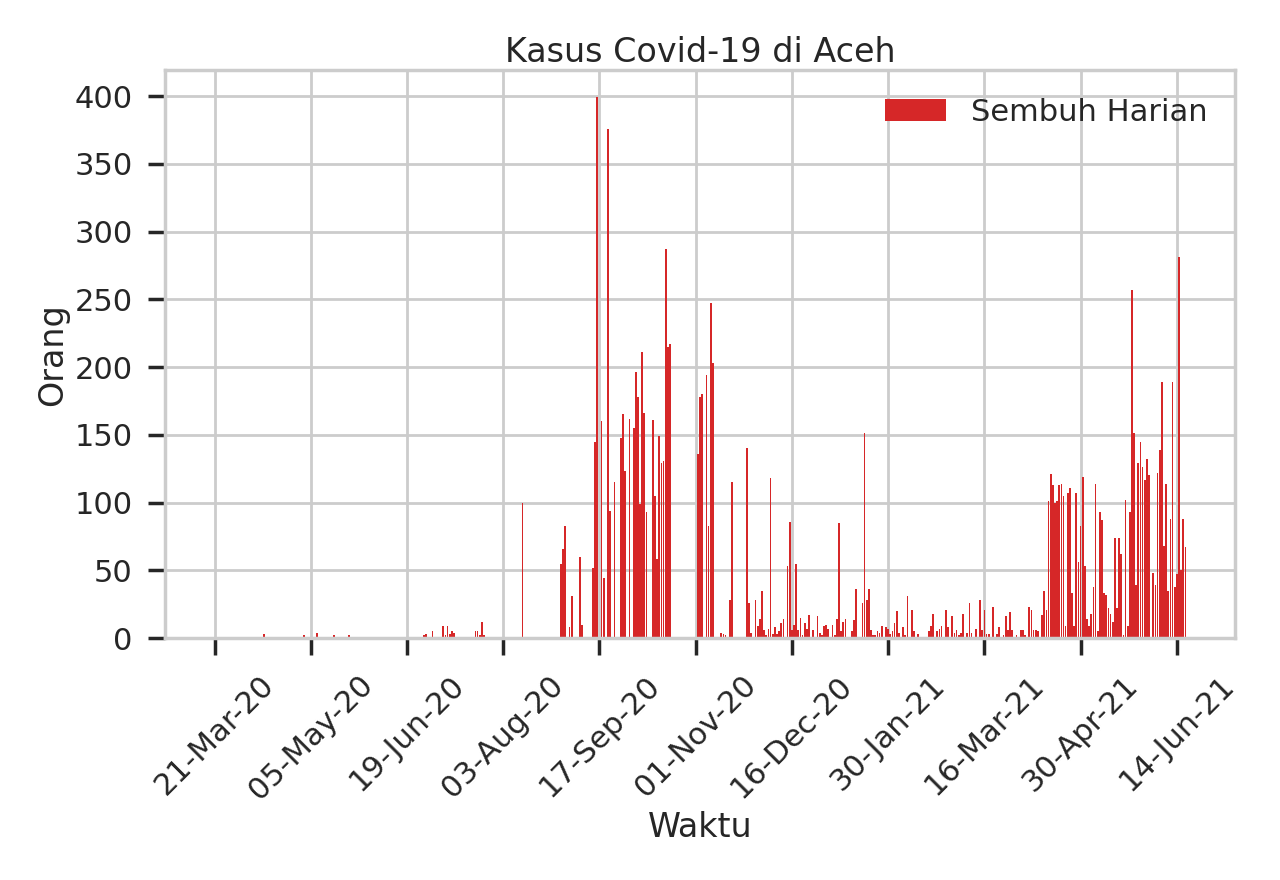 Kasus Covid-19 di Aceh
Sembuh Harian
Orang
400
350
300
250
200
150
100
50
0
21-Mar-20
05-May-20
19-Jun-20
03-Aug-20
17-Sep-20
01-Nov-20
16-Dec-20
30-Jan-21
16-Mar-21
30-Apr-21
14-Jun-21
Waktu